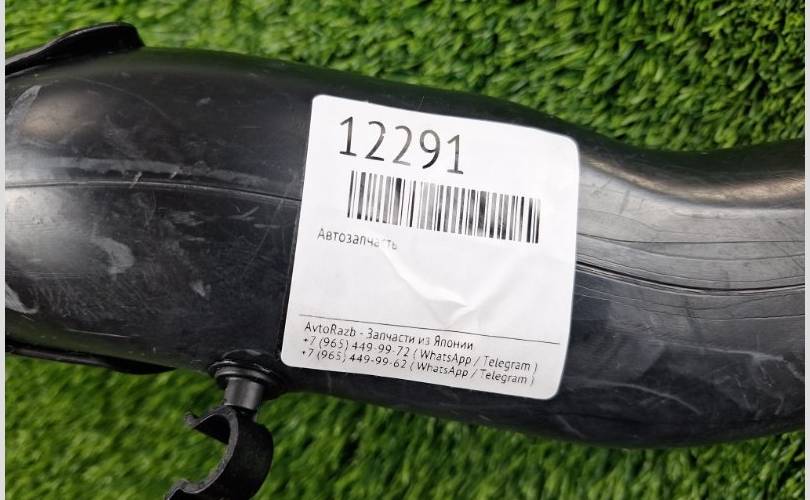 12291
Автозапчасть
AvtoRazb - Запчасти из Японии
+7 (965) 449-99-72 ( WhatsApp / Telegram )
+7 (965) 449-99-62 ( WhatsApp / Telegram )